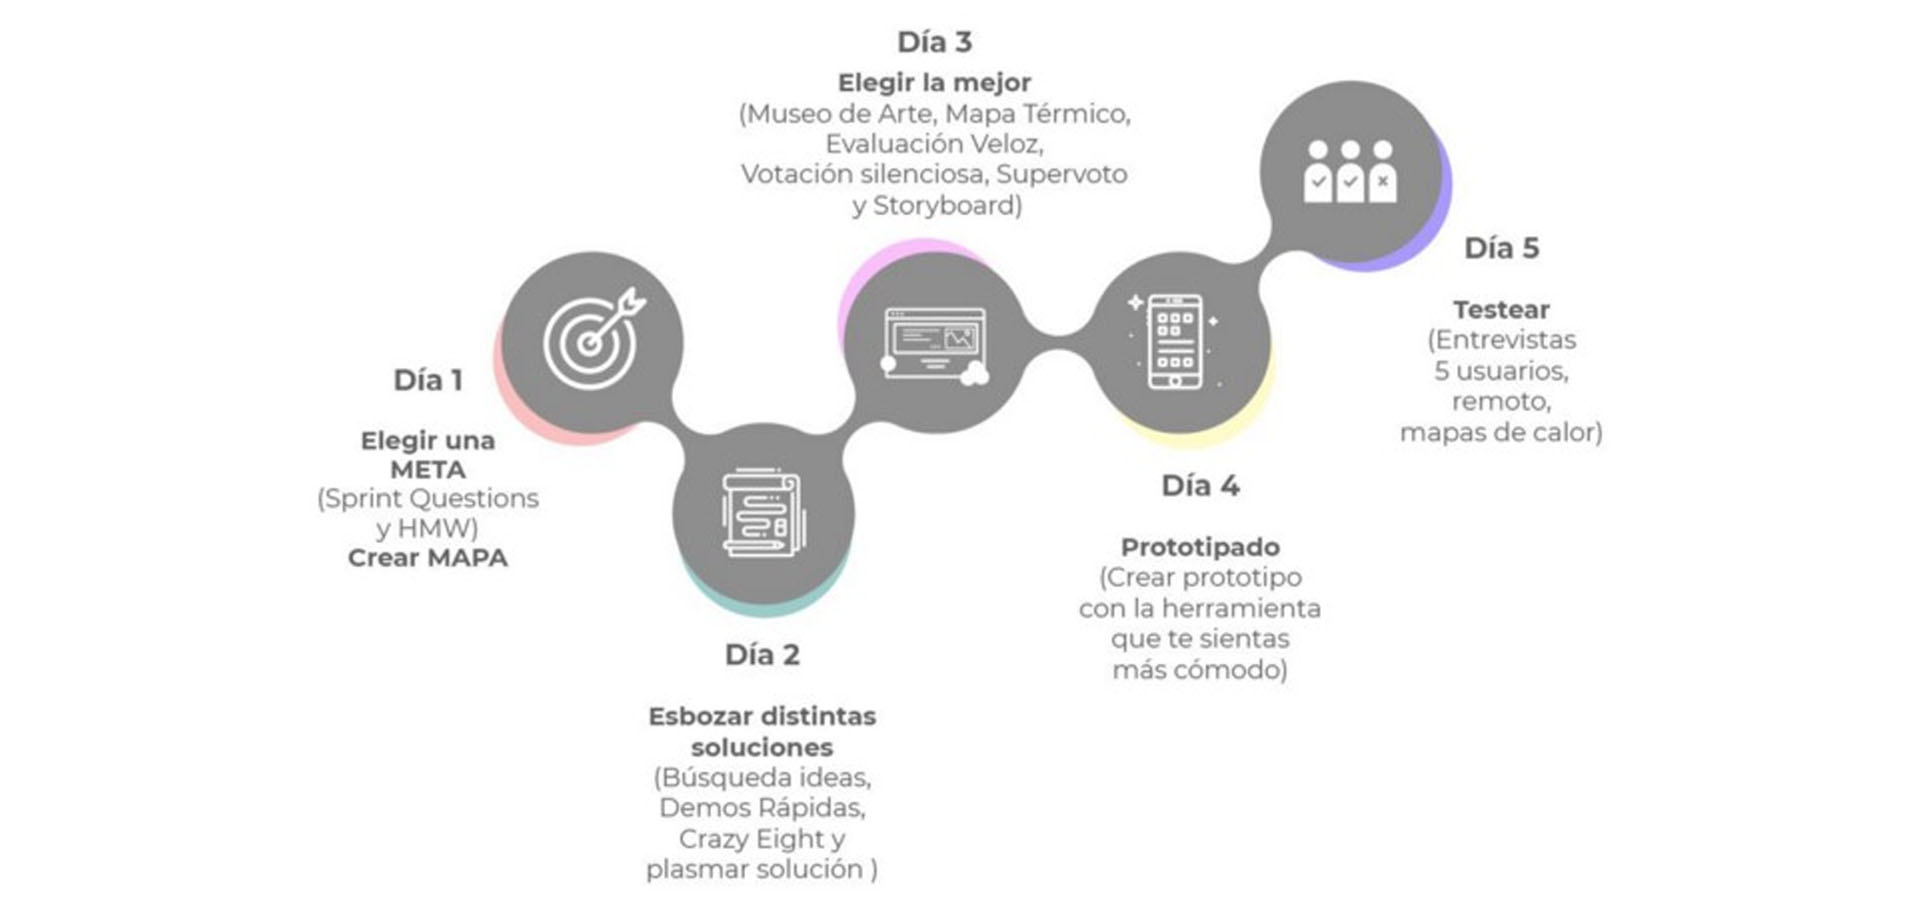 Día 1
Elegir una
META
(Sprint Questions
y HMW)
Crear MAPA
Día 2
Esbozar distintas
soluciones
(Búsqueda ideas,
Demos Rápidas,
Crazy Eight y
plasmar solución )
Día 3
Elegir la mejor
(Museo de Arte, Mapa Térmico,
Evaluación Veloz,
Votación silenciosa, Supervoto
y Storyboard)
Día 4
Prototipado
(Crear prototipo
con la herramienta
que te sientas
más cómodo)
Día 5
Testear
(Entrevistas
5 usuarios,
remoto,
mapas de calor)